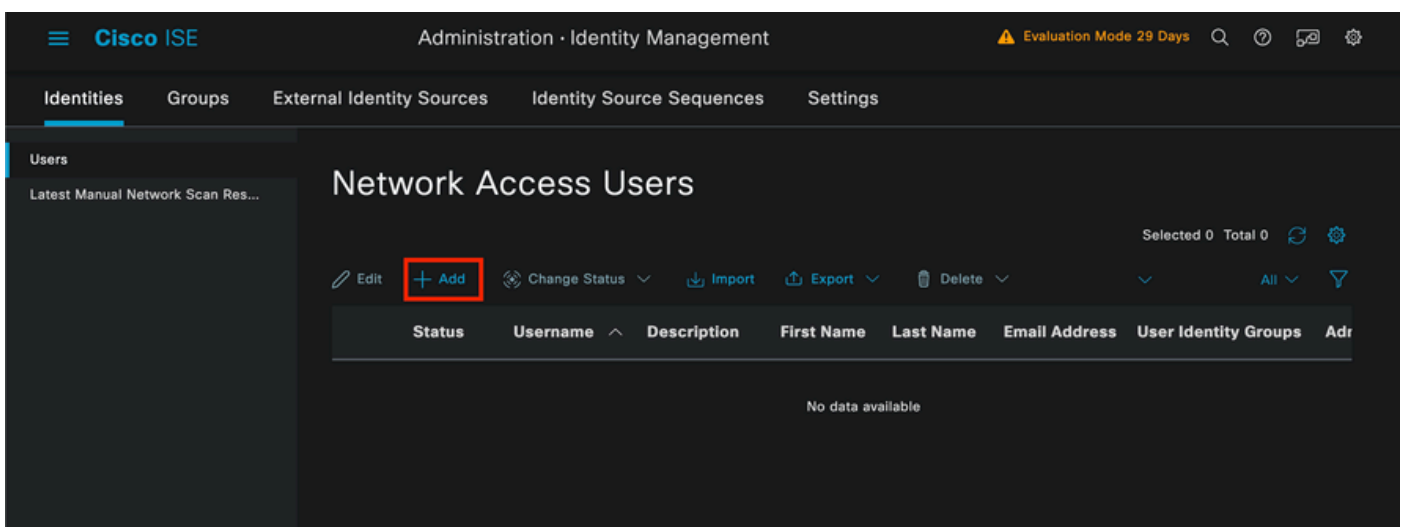 Cisco ISE Administration · Identity Management Evaluation Mode 29 Days
Identities Groups External Identity Sources Identity Source Sequences Settings
Users
Latest Manual Network Scan Res...
Network Access Users
Selected 0 Total 0
Edit + Add Change Status Import Export Delete All
Status Username Description First Name Last Name Email Address User Identity Groups Adr
No data available